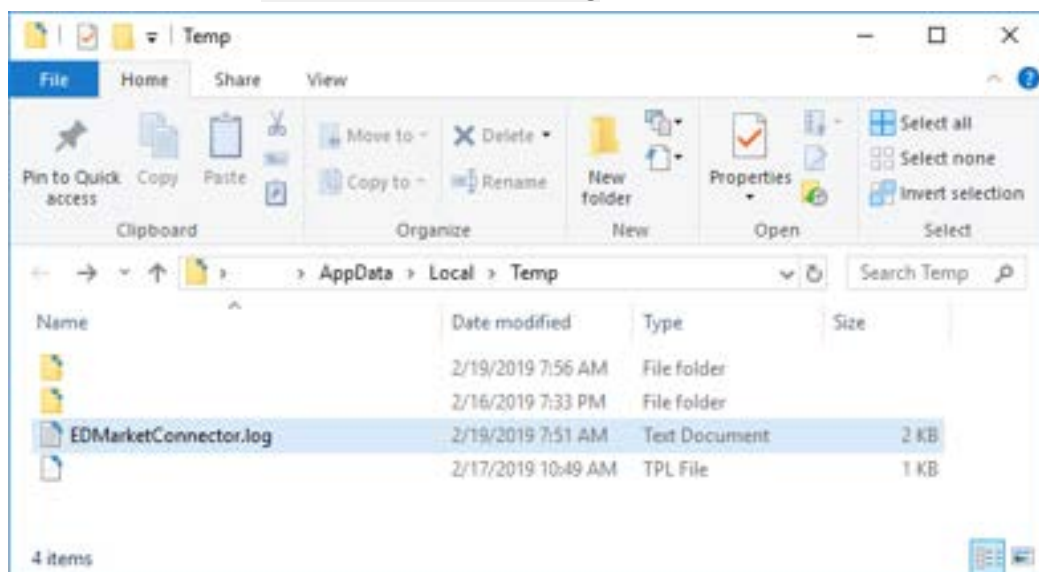 Temp
File Home Share View
Pin to Quick access
Copy
Paste
Move to
Copy to
Delete
Rename
New folder
Properties
Select all
Select none
Invert selection
Clipboard Organize New Open Select
> > AppData > Local > Temp
Search Temp
Name Date modified Type Size
2/19/2019 7:56 AM File folder
2/16/2019 7:33 PM File folder
EDMarketConnector.log 2/19/2019 7:51 AM Text Document 2 KB
2/17/2019 10:49 AM TPL File 1 KB
4 items